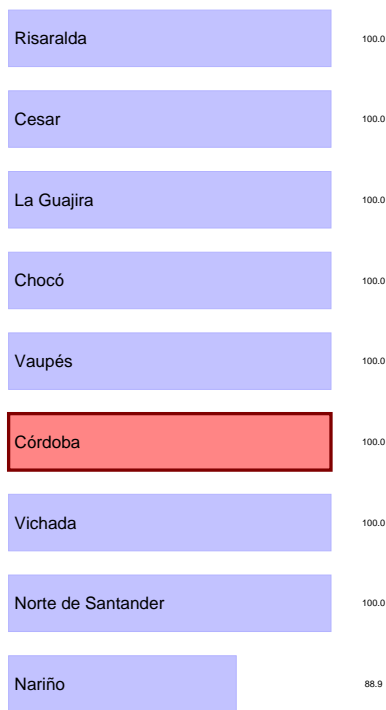 Risaralda 100.0
Cesar 100.0
La Guajira 100.0
Chocó 100.0
Vaupés 100.0
Córdoba 100.0
Vichada 100.0
Norte de Santander 100.0
Nariño 88.9